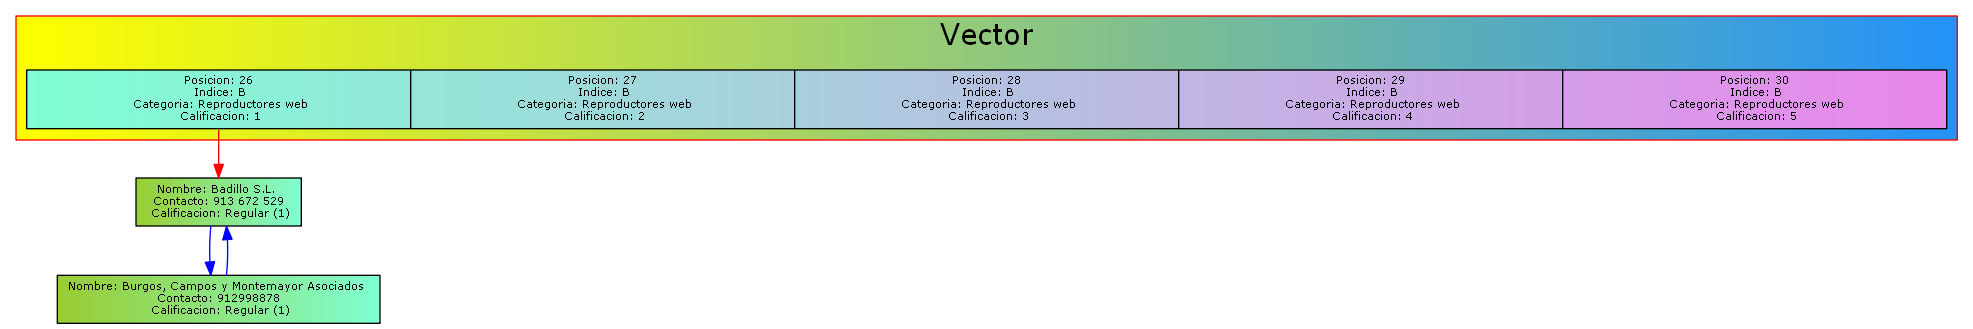 Vector
Posicion: 26
Indice: B
Categoria: Reproductores web
Calificacion: 1
Posicion: 27
Indice: B
Categoria: Reproductores web
Calificacion: 2
Posicion: 28
Indice: B
Categoria: Reproductores web
Calificacion: 3
Posicion: 29
Indice: B
Categoria: Reproductores web
Calificacion: 4
Posicion: 30
Indice: B
Categoria: Reproductores web
Calificacion: 5
Nombre: Badillo S.L.
Contacto: 913 672 529
Calificacion: Regular (1)
Nombre: Burgos, Campos y Montemayor Asociados
Contacto: 912998878
Calificacion: Regular (1)